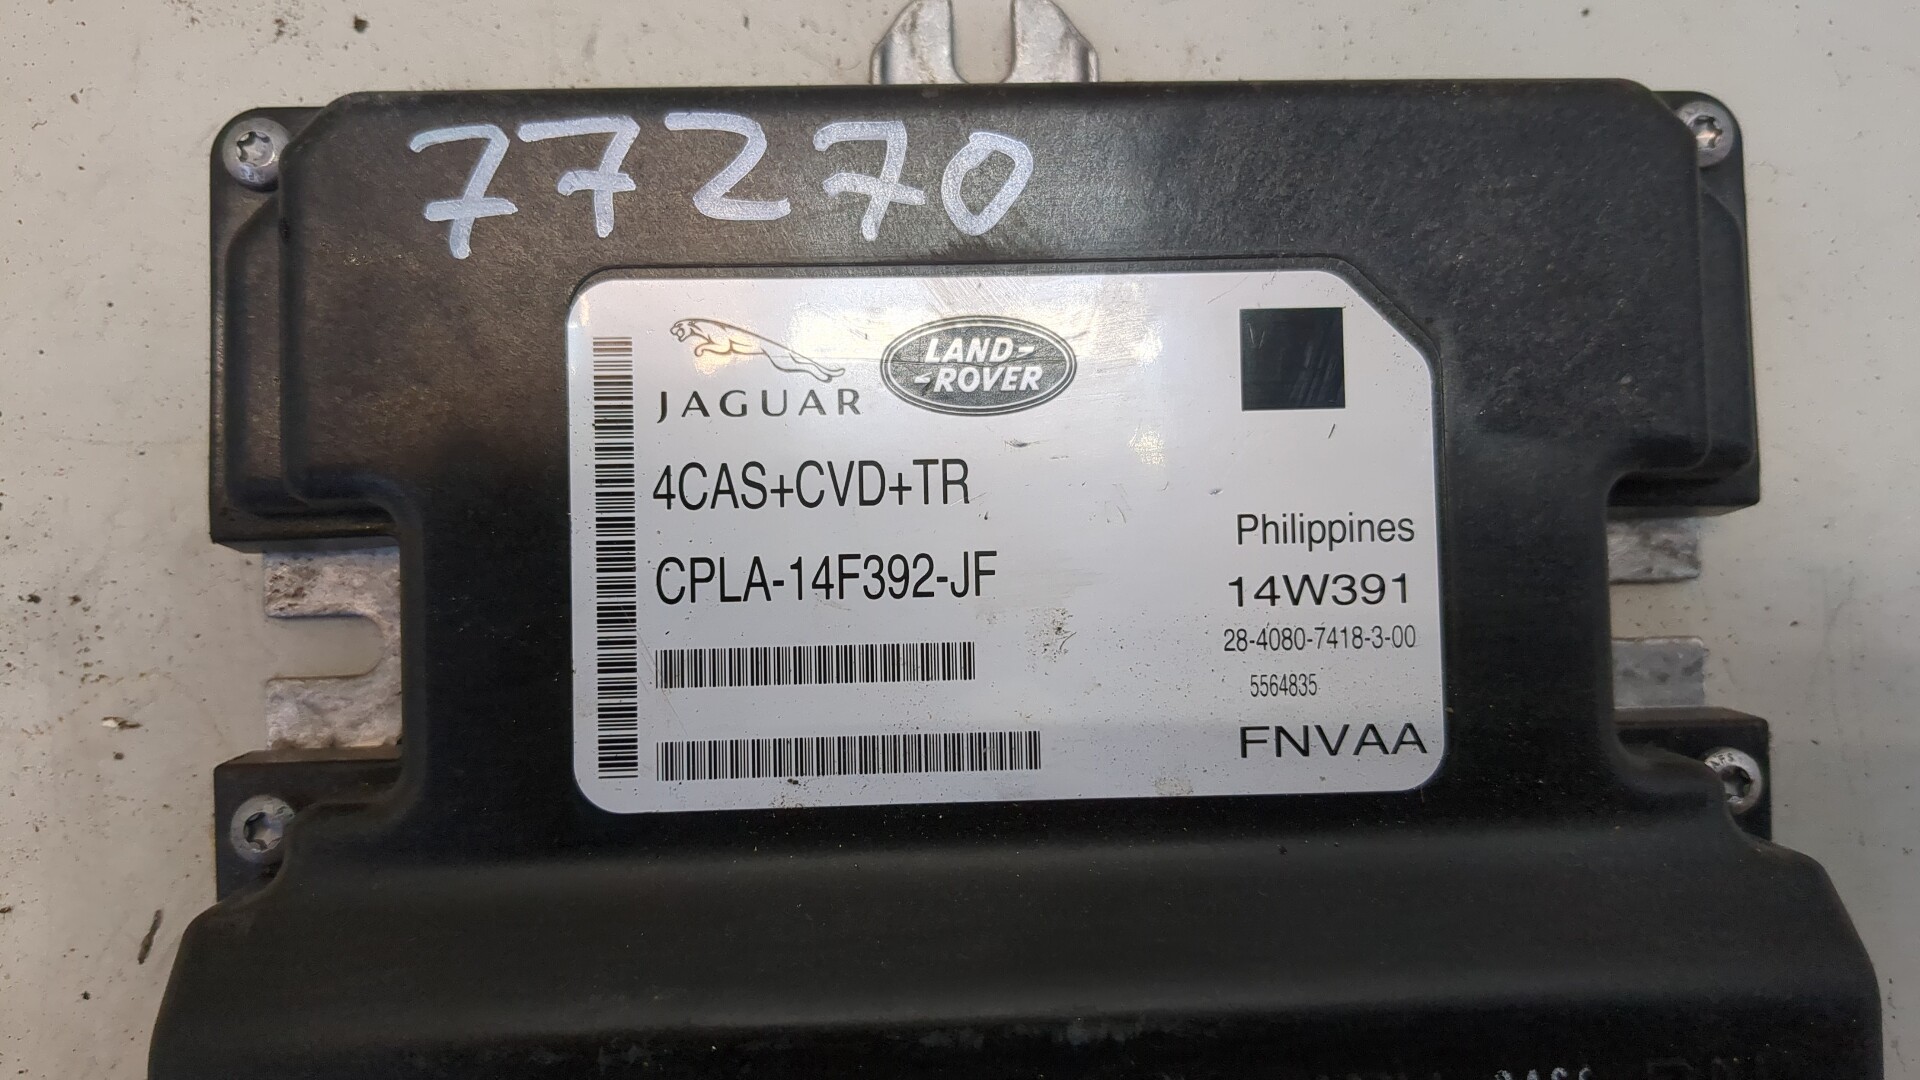 77270
JAGUAR
LAND-
-ROVER
4CAS+CVD+TR
CPLA-14F392-JF
Philippines
14W391
28-4080-7418-3-00
5564835
FNVAA